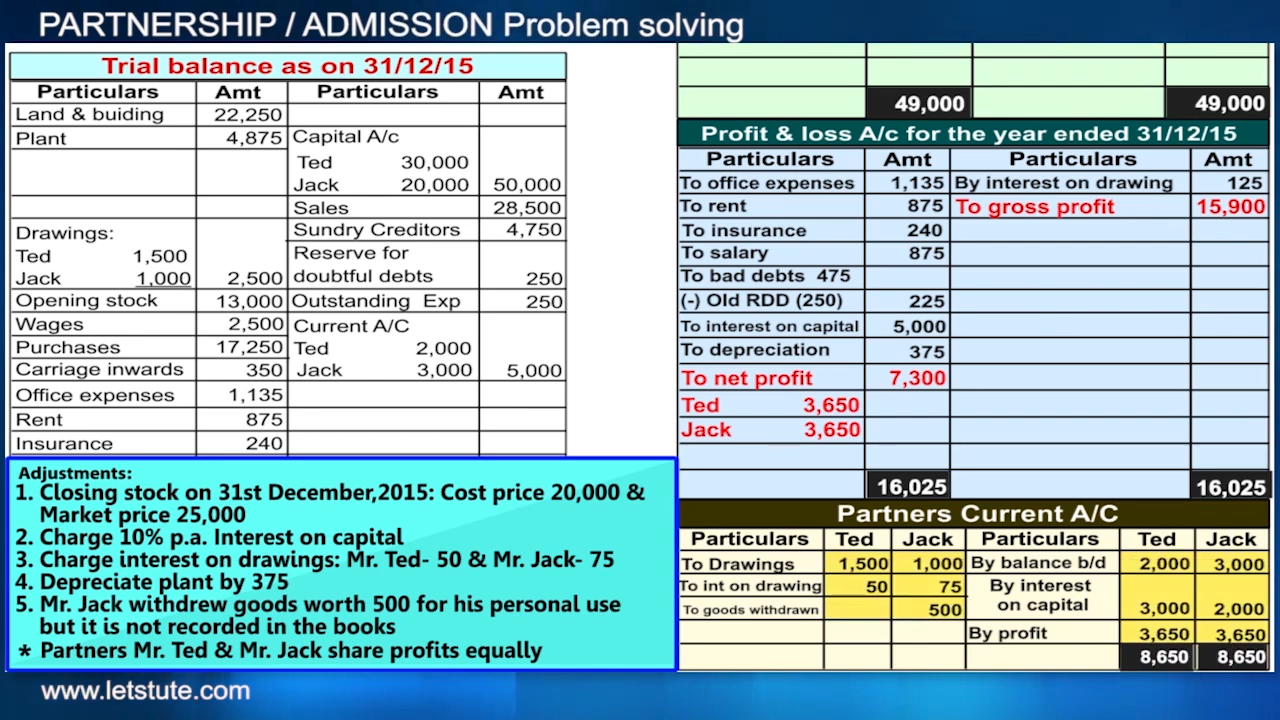 PARTNERSHIP / ADMISSION Problem solving
Trial balance as on 31/12/15
Particulars Amt Particulars Amt
Land & buiding 22,250
Plant 4,875 Capital A/c
Ted 30,000
Jack 20,000 50,000
Sales 28,500
Drawings: Sundry Creditors 4,750
Ted 1,500 Reserve for
Jack 1,000 2,500 doubtful debts 250
Opening stock 13,000 Outstanding Exp 250
Wages 2,500 Current A/C
Purchases 17,250 Ted 2,000
Carriage inwards 350 Jack 3,000 5,000
Office expenses 1,135
Rent 875
Insurance 240
Adjustments:
1. Closing stock on 31st December,2015: Cost price 20,000 &
Market price 25,000
2. Charge 10% p.a. Interest on capital
3. Charge interest on drawings: Mr. Ted- 50 & Mr. Jack- 75
4. Depreciate plant by 375
5. Mr. Jack withdrew goods worth 500 for his personal use
but it is not recorded in the books
* Partners Mr. Ted & Mr. Jack share profits equally
49,000 49,000
Profit & loss A/c for the year ended 31/12/15
Particulars Amt Particulars Amt
To office expenses 1,135 By interest on drawing 125
To rent 875 To gross profit 15,900
To insurance 240
To salary 875
To bad debts 475
(-) Old RDD (250) 225
To interest on capital 5,000
To depreciation 375
To net profit 7,300
Ted 3,650
Jack 3,650
16,025 16,025
Partners Current A/C
Particulars Ted Jack Particulars Ted Jack
To Drawings 1,500 1,000 By balance b/d 2,000 3,000
To int on drawing 50 75 By interest
To goods withdrawn 500 on capital 3,000 2,000
By profit 3,650 3,650
8,650 8,650
www.letstute.com